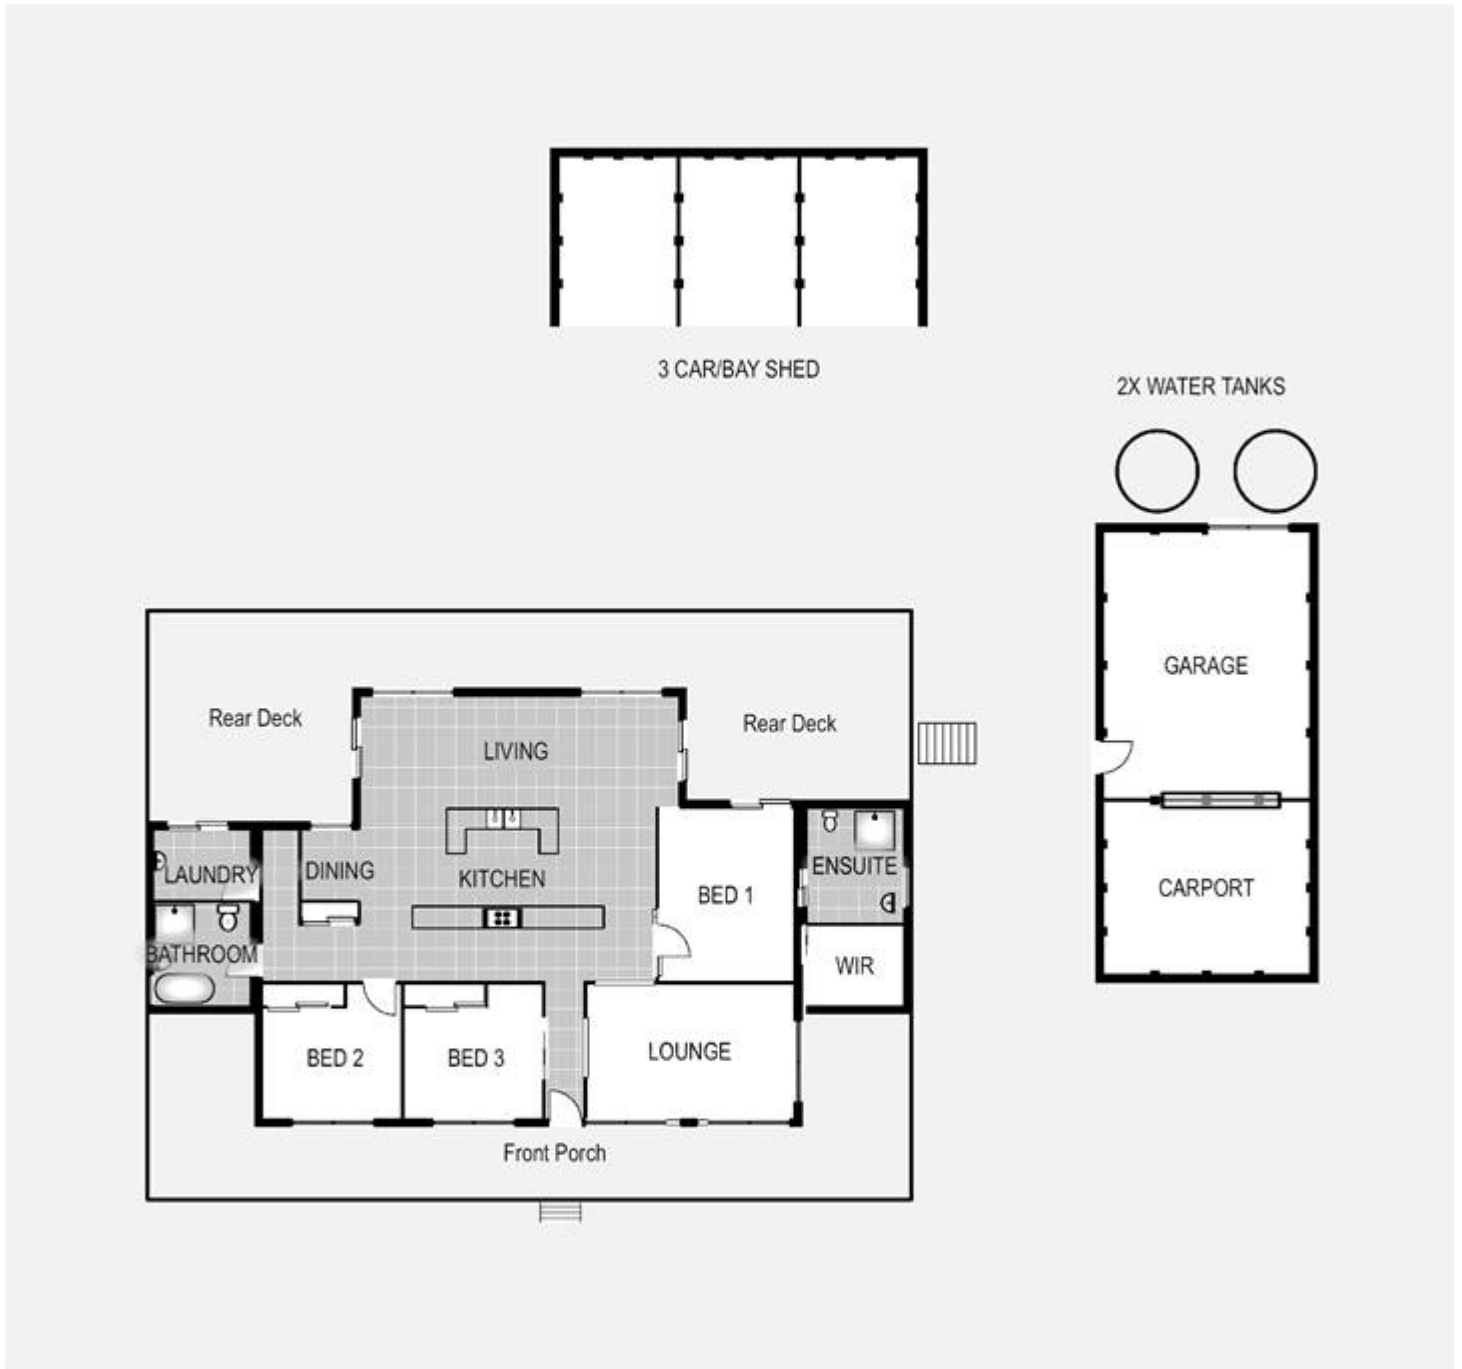 3 CAR/BAY SHED
2X WATER TANKS
GARAGE
Rear Deck
Rear Deck
LIVING
LAUNDRY
DINING
KITCHEN
ENSUITE
BED 1
CARPORT
BATHROOM
WIR
BED 2
BED 3
LOUNGE
Front Porch